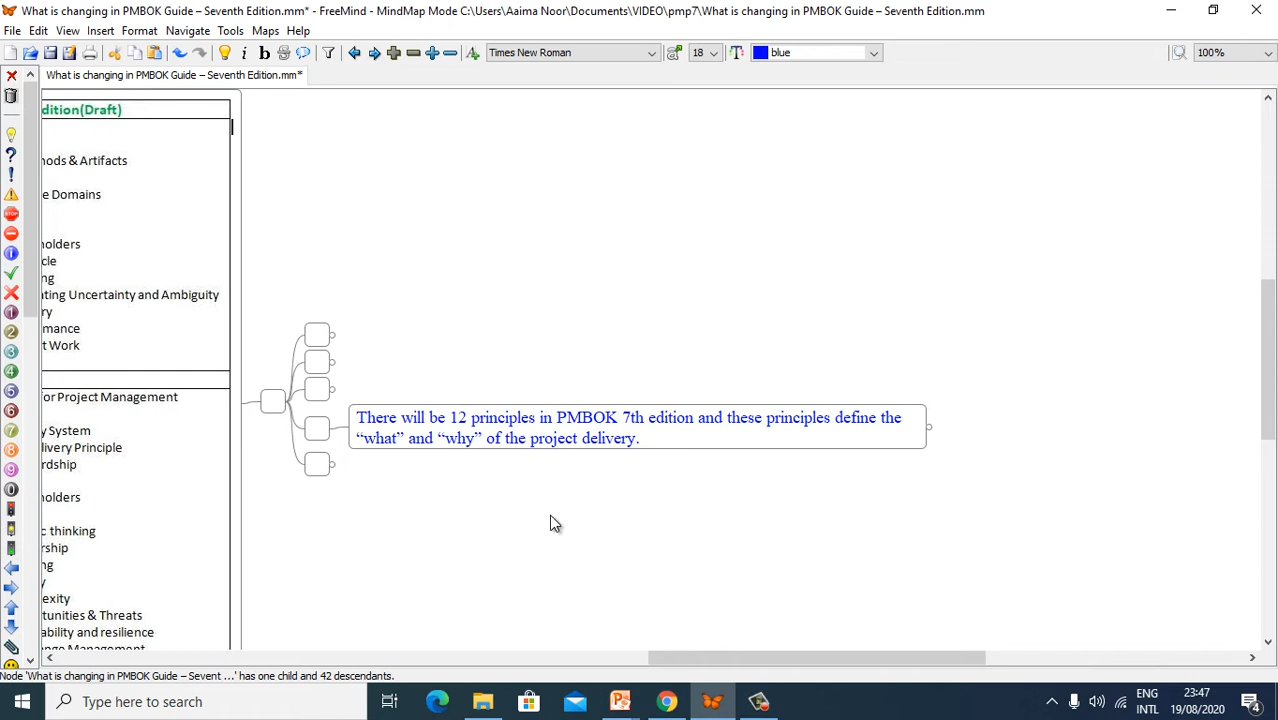 What is changing in PMBOK Guide – Seventh Edition.mm* - FreeMind - MindMap Mode C:\Users\Aaima Noor\Documents\VIDEO\pmp7\What is changing in PMBOK Guide – Seventh Edition.mm
File Edit View Insert Format Navigate Tools Maps Help
Times New Roman 18 blue 100%
What is changing in PMBOK Guide – Seventh Edition.mm*
dition(Draft)
hods & Artifacts
e Domains
holders
cle
ng
ting Uncertainty and Ambiguity
ry
mance
t Work
for Project Management
y System
elivery Principle
rdship
holders
c thinking
rship
ng
y
exity
tunities & Threats
ability and resilience
nge Management
There will be 12 principles in PMBOK 7th edition and these principles define the
“what” and “why” of the project delivery.
Node 'What is changing in PMBOK Guide – Sevent ...' has one child and 42 descendants.
Type here to search
ENG
INTL
23:47
19/08/2020
4